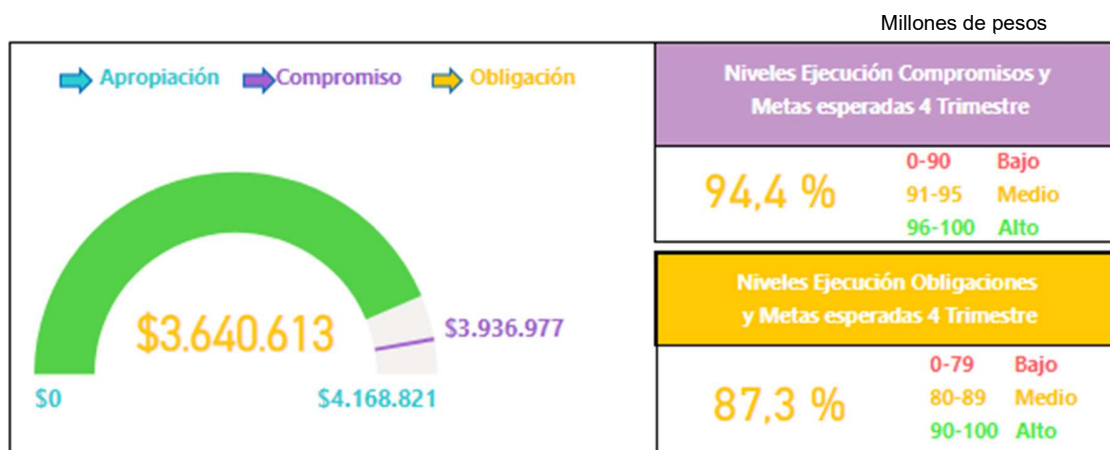 Millones de pesos
Apropiación Compromiso Obligación
$3.640.613
$3.936.977
$0 $4.168.821
Niveles Ejecución Compromisos y
Metas esperadas 4 Trimestre
94,4 %
0-90 Bajo
91-95 Medio
96-100 Alto
Niveles Ejecución Obligaciones
y Metas esperadas 4 Trimestre
87,3 %
0-79 Bajo
80-89 Medio
90-100 Alto